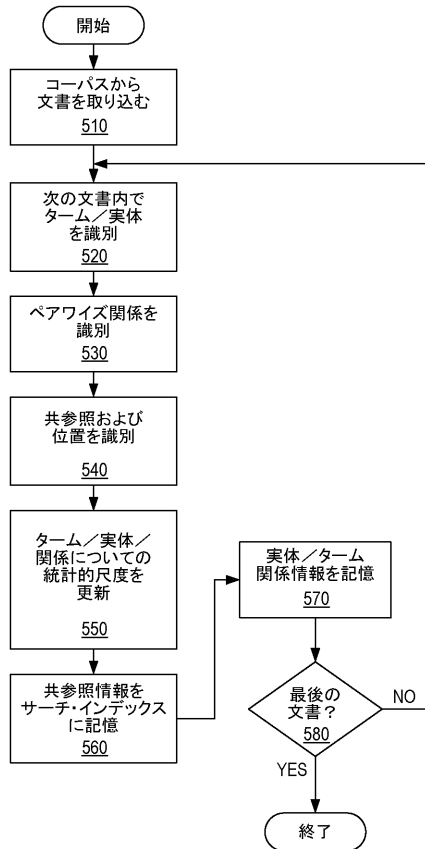 開始
コーパスから
文書を取り込む
510
次の文書内で
ターム／実体
を識別
520
ペアワイズ関係を
識別
530
共参照および
位置を識別
540
ターム／実体／
関係についての
統計的尺度を
更新
550
共参照情報を
サーチ・インデックス
に記憶
560
実体／ターム
関係情報を記憶
570
最後の
文書？
580
NO
YES
終了